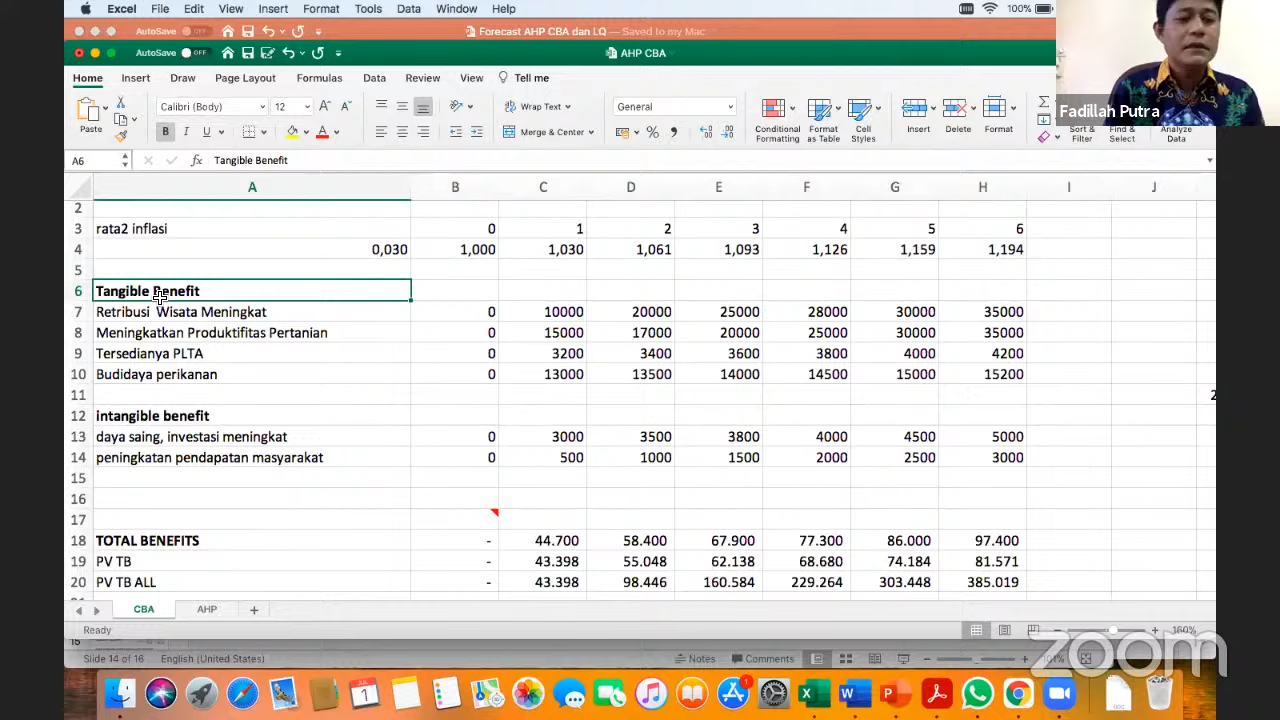 Excel File Edit View Insert Format Tools Data Window Help 100%
AutoSave OFF Forecast AHP CBA dan LQ — Saved to my Mac
AutoSave OFF AHP CBA
Home Insert Draw Page Layout Formulas Data Review View Tell me
Paste Calibri (Body) 12 Wrap Text General
B I U A Merge & Center Conditional Formatting Format as Table Cell Styles Insert Delete Format Sort & Filter Find & Select Analyze Data
Fadillah Putra
A6 fx Tangible Benefit
A B C D E F G H I J
2
3 rata2 inflasi 0 1 2 3 4 5 6
4 0,030 1,000 1,030 1,061 1,093 1,126 1,159 1,194
5
6 Tangible Benefit
7 Retribusi Wisata Meningkat 0 10000 20000 25000 28000 30000 35000
8 Meningkatkan Produktifitas Pertanian 0 15000 17000 20000 25000 30000 35000
9 Tersedianya PLTA 0 3200 3400 3600 3800 4000 4200
10 Budidaya perikanan 0 13000 13500 14000 14500 15000 15200
11 2
12 intangible benefit
13 daya saing, investasi meningkat 0 3000 3500 3800 4000 4500 5000
14 peningkatan pendapatan masyarakat 0 500 1000 1500 2000 2500 3000
15
16
17
18 TOTAL BENEFITS - 44.700 58.400 67.900 77.300 86.000 97.400
19 PV TB - 43.398 55.048 62.138 68.680 74.184 81.571
20 PV TB ALL - 43.398 98.446 160.584 229.264 303.448 385.019
CBA AHP +
Ready 160%
15
Slide 14 of 16 English (United States) Notes Comments
zoom
JUL 1 1